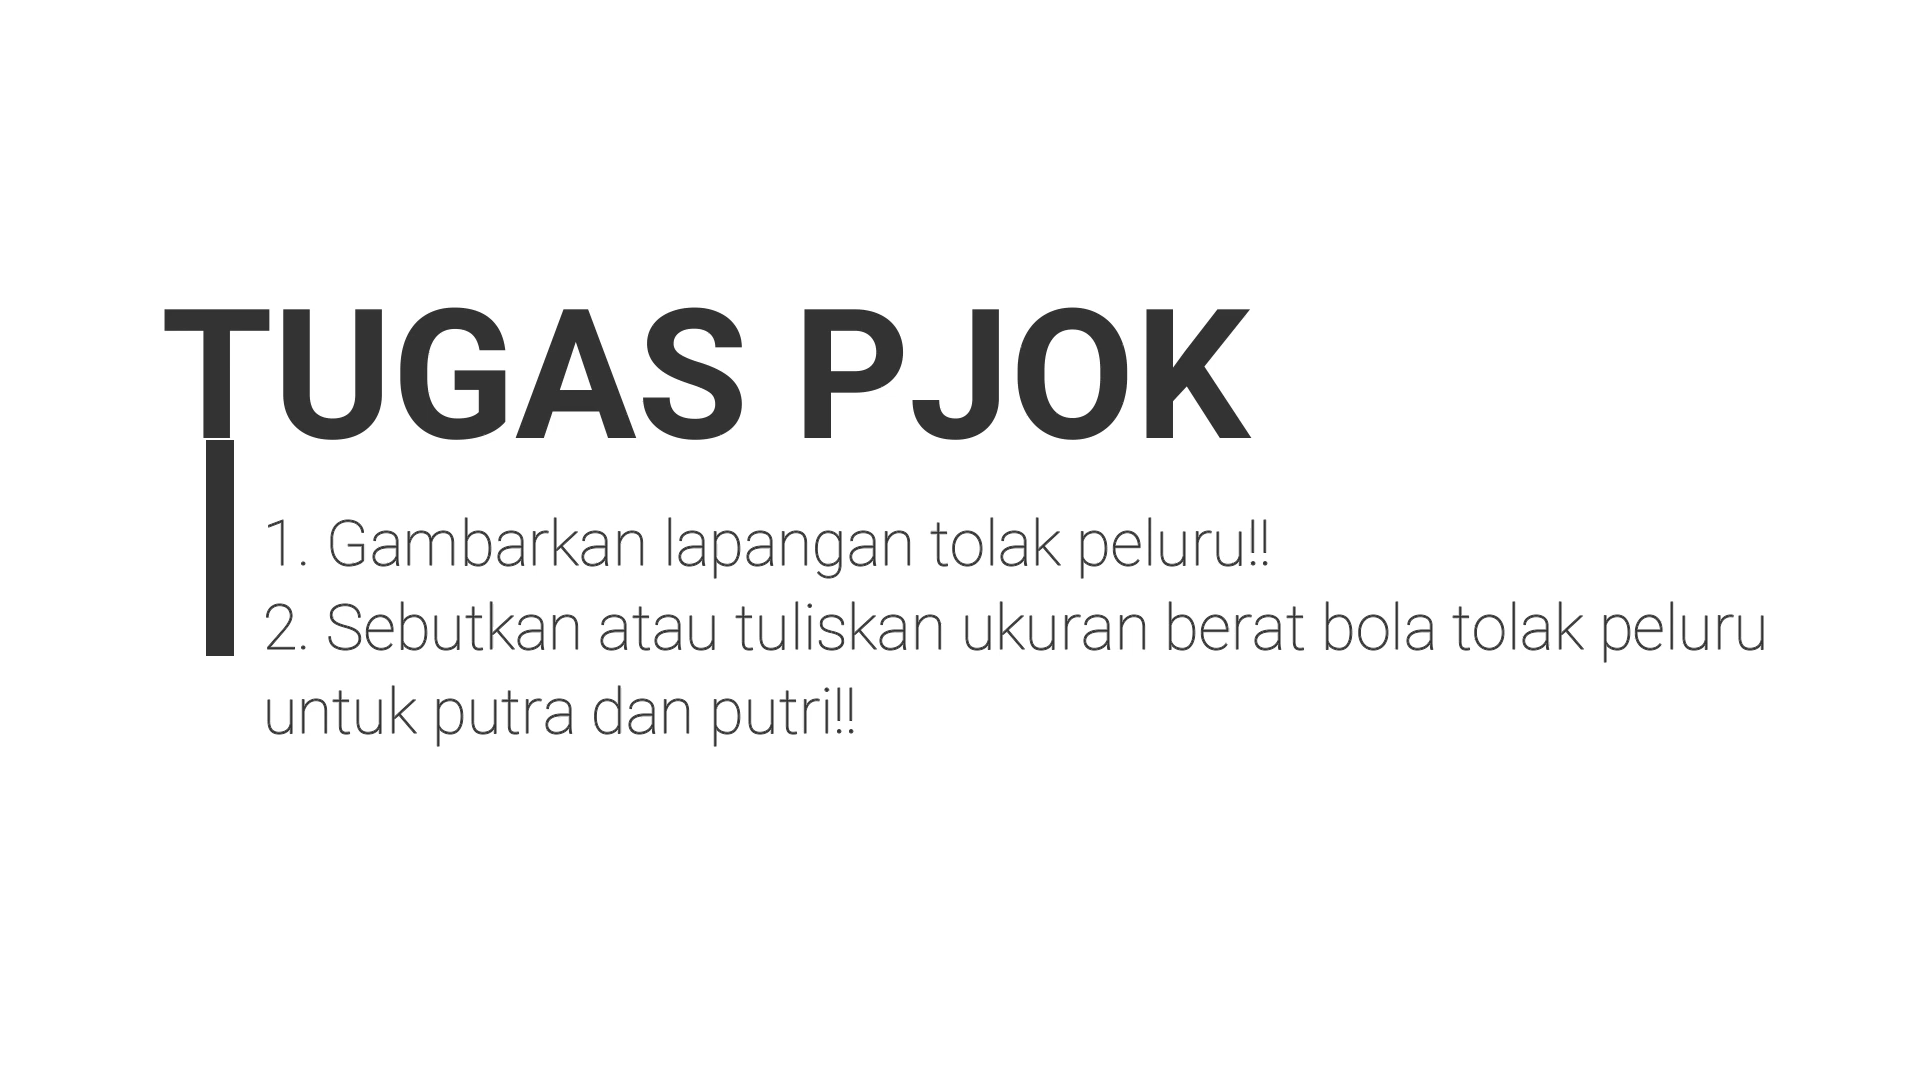 TUGAS PJOK
1. Gambarkan lapangan tolak peluru!!
2. Sebutkan atau tuliskan ukuran berat bola tolak peluru
untuk putra dan putri!!